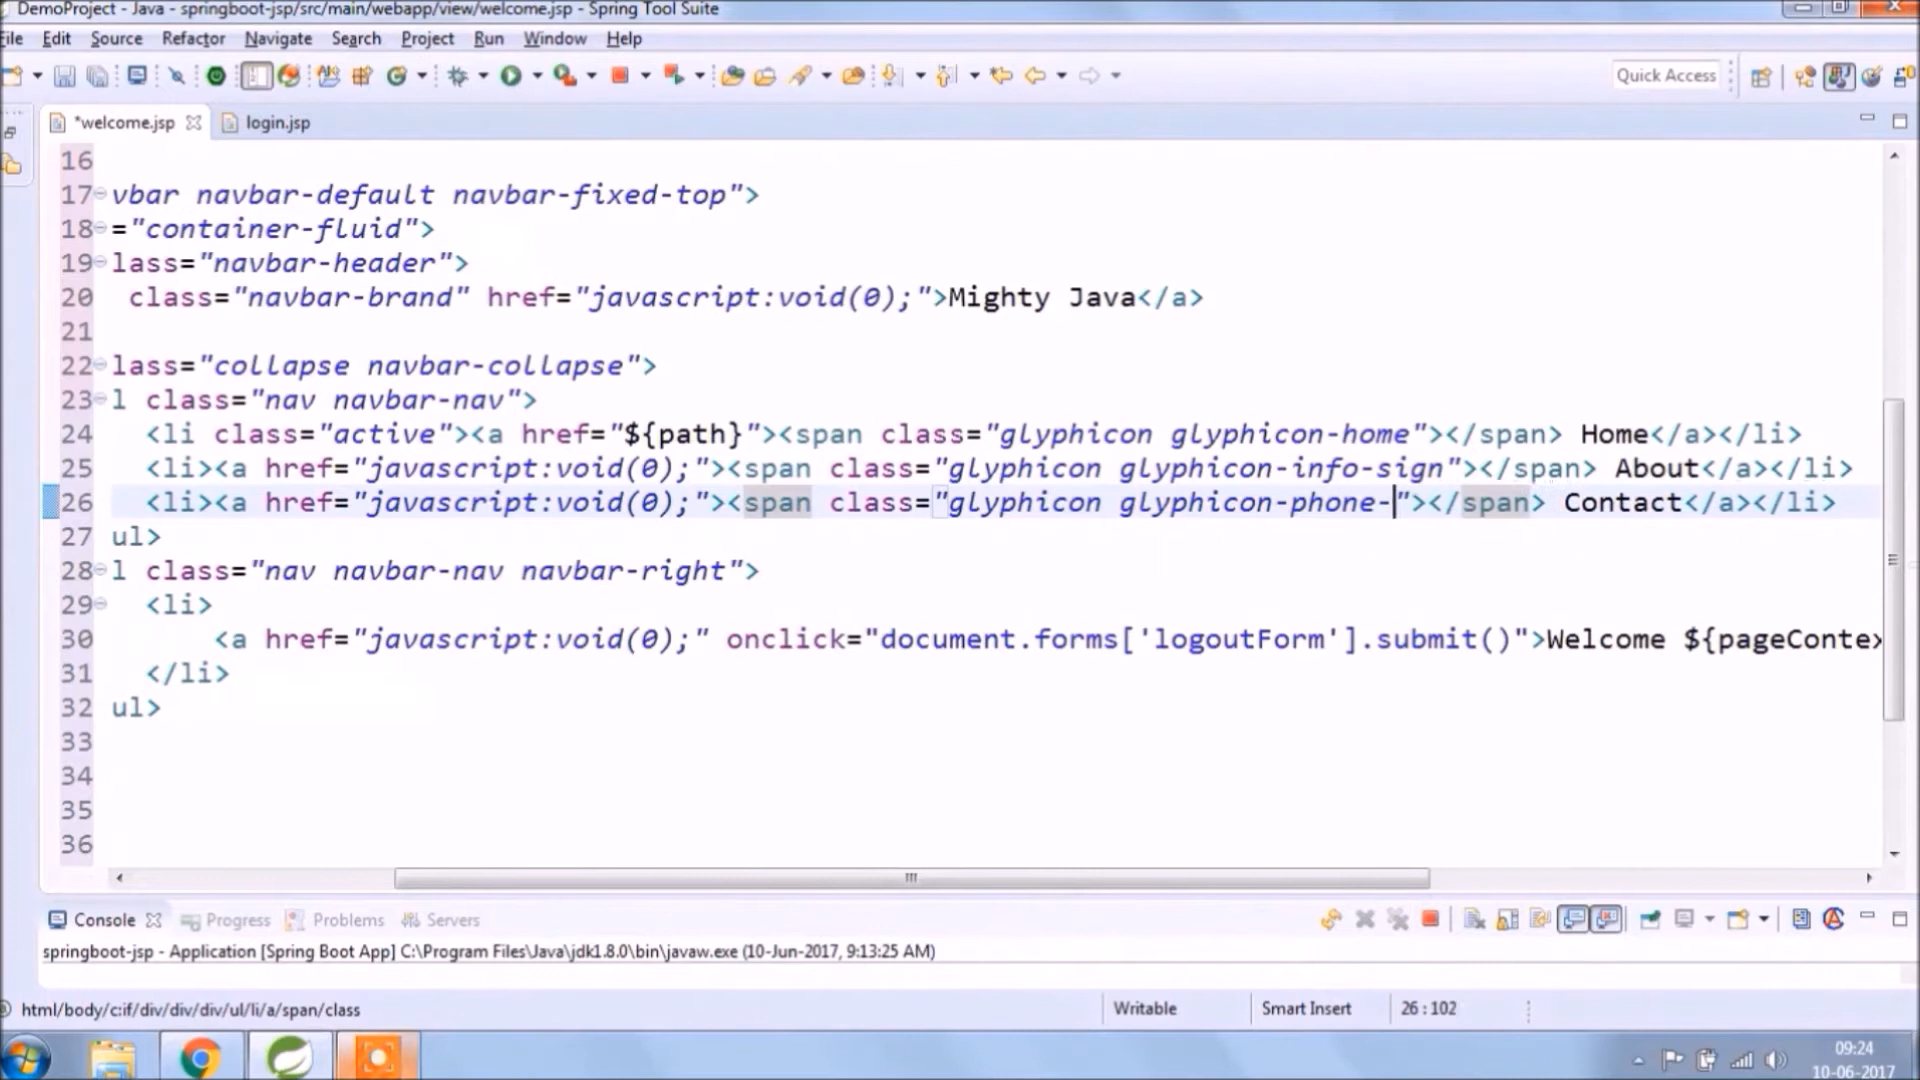 DemoProject - Java - springboot-jsp/src/main/webapp/view/welcome.jsp - Spring Tool Suite
File Edit Source Refactor Navigate Search Project Run Window Help
Quick Access
*welcome.jsp login.jsp
16
17 vbar navbar-default navbar-fixed-top">
18 ="container-fluid">
19 lass="navbar-header">
20 class="navbar-brand" href="javascript:void(0);">Mighty Java</a>
21
22 lass="collapse navbar-collapse">
23 l class="nav navbar-nav">
24 <li class="active"><a href="${path}"><span class="glyphicon glyphicon-home"></span> Home</a></li>
25 <li><a href="javascript:void(0);"><span class="glyphicon glyphicon-info-sign"></span> About</a></li>
26 <li><a href="javascript:void(0);"><span class="glyphicon glyphicon-phone-"></span> Contact</a></li>
27 ul>
28 l class="nav navbar-nav navbar-right">
29 <li>
30 <a href="javascript:void(0);" onclick="document.forms['logoutForm'].submit()">Welcome ${pageContex
31 </li>
32 ul>
33
34
35
36
Console Progress Problems Servers
springboot-jsp - Application [Spring Boot App] C:\Program Files\Java\jdk1.8.0\bin\javaw.exe (10-Jun-2017, 9:13:25 AM)
html/body/c:if/div/div/div/ul/li/a/span/class Writable Smart Insert 26 : 102
09:24
10-06-2017